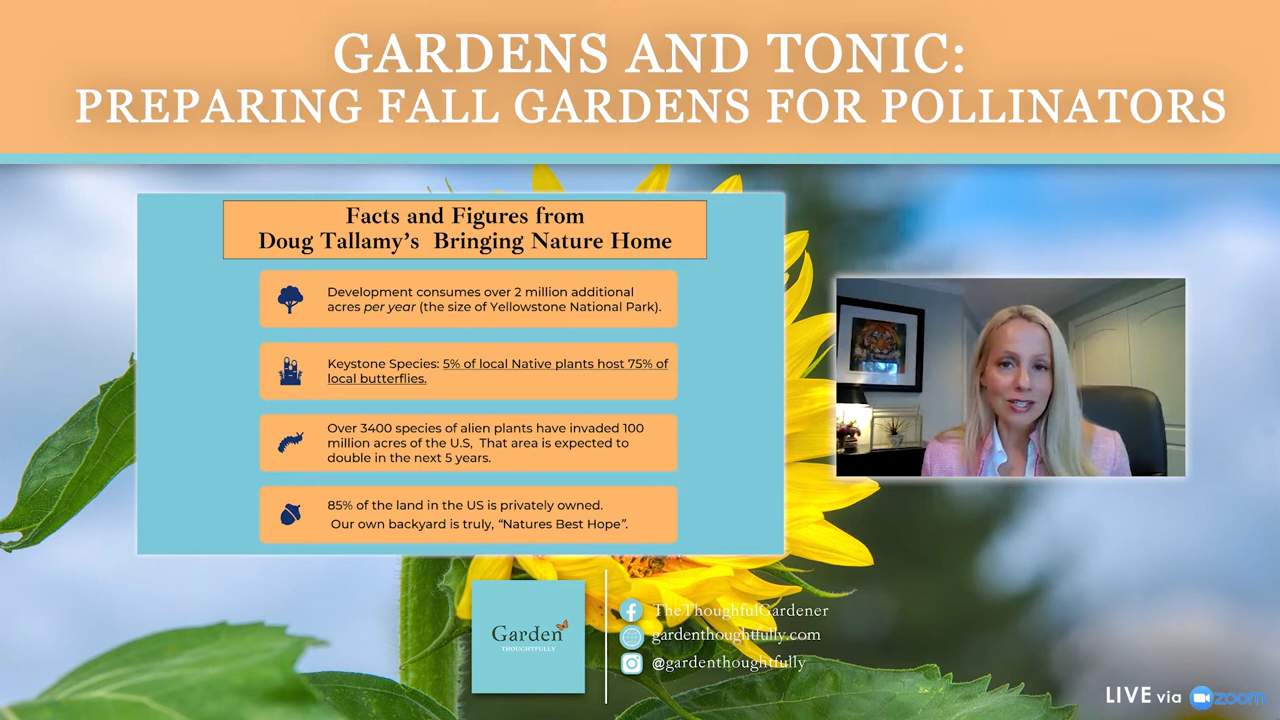 GARDENS AND TONIC:
PREPARING FALL GARDENS FOR POLLINATORS
Facts and Figures from
Doug Tallamy's Bringing Nature Home
Development consumes over 2 million additional
acres per year (the size of Yellowstone National Park).
Keystone Species: 5% of local Native plants host 75% of
local butterflies.
Over 3400 species of alien plants have invaded 100
million acres of the U.S, That area is expected to
double in the next 5 years.
85% of the land in the US is privately owned.
Our own backyard is truly, “Natures Best Hope”.
Garden
THOUGHTFULLY
TheThoughfulGardener
gardenthoughtfully.com
@gardenthoughtfully
LIVE via zoom